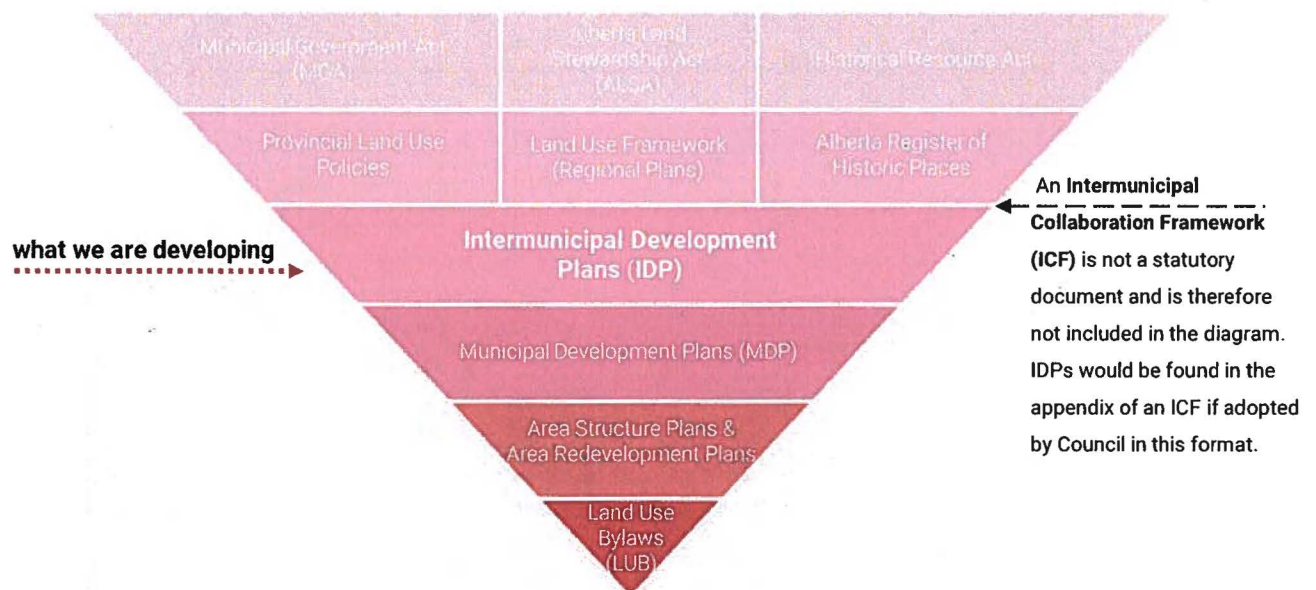 Municipal Government Act
(MGA)
Alberta Land
Stewardship Act
(ALSA)
Historical Resource Act
Provincial Land Use
Policies
Land Use Framework
(Regional Plans)
Alberta Register of
Historic Places
what we are developing
Intermunicipal Development
Plans (IDP)
Municipal Development Plans (MDP)
Area Structure Plans &
Area Redevelopment Plans
Land Use
Bylaws
(LUB)
An Intermunicipal
Collaboration Framework
(ICF) is not a statutory
document and is therefore
not included in the diagram.
IDPs would be found in the
appendix of an ICF if adopted
by Council in this format.